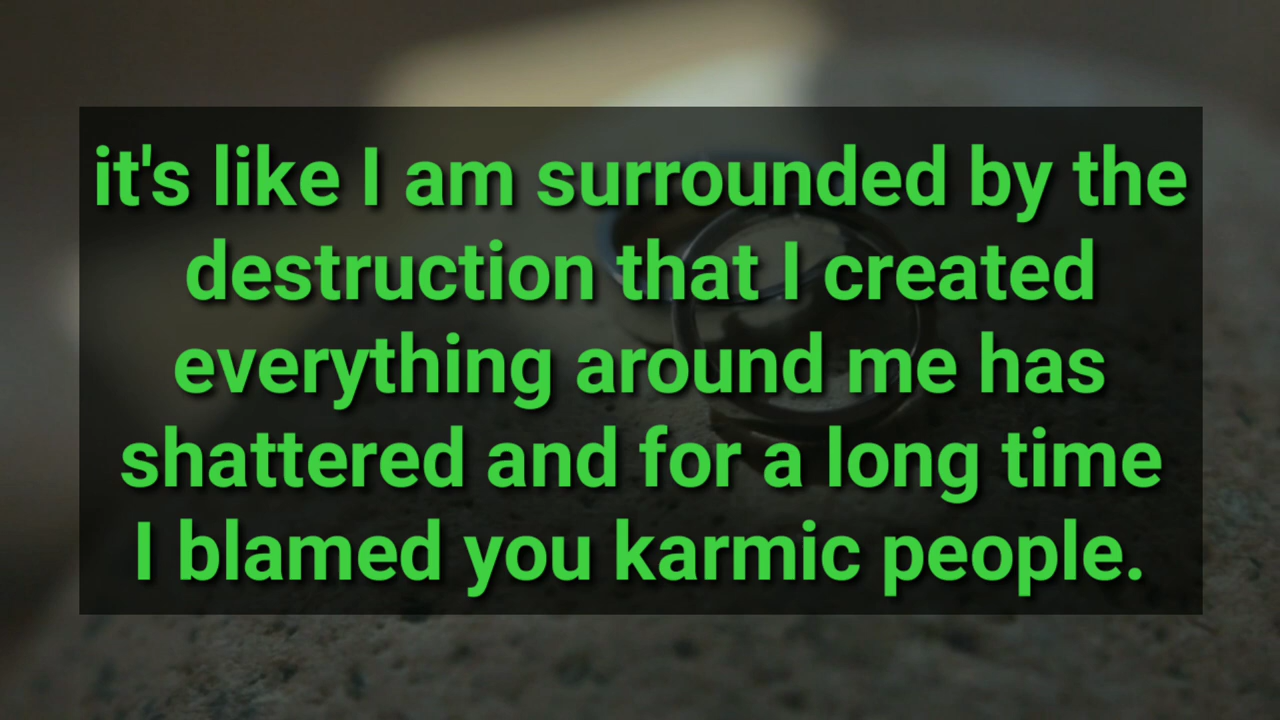 it's like I am surrounded by the
destruction that I created
everything around me has
shattered and for a long time
I blamed you karmic people.